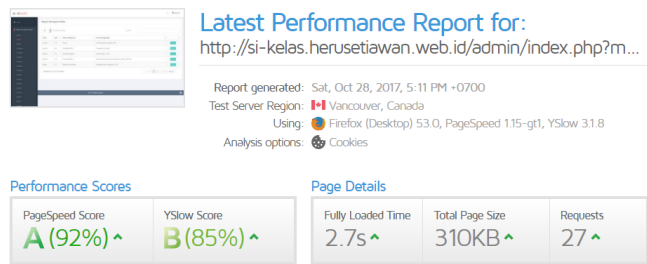 Latest Performance Report for:
http://si-kelas.herusetiawan.web.id/admin/index.php?m...
Report generated: Sat, Oct 28, 2017, 5:11 PM +0700
Test Server Region: Vancouver, Canada
Using: Firefox (Desktop) 53.0, PageSpeed 1.15-gt1, YSlow 3.1.8
Analysis options: Cookies
Performance Scores
Page Details
PageSpeed Score
YSlow Score
Fully Loaded Time
Total Page Size
Requests
A (92%)
B (85%)
2.7s
310KB
27